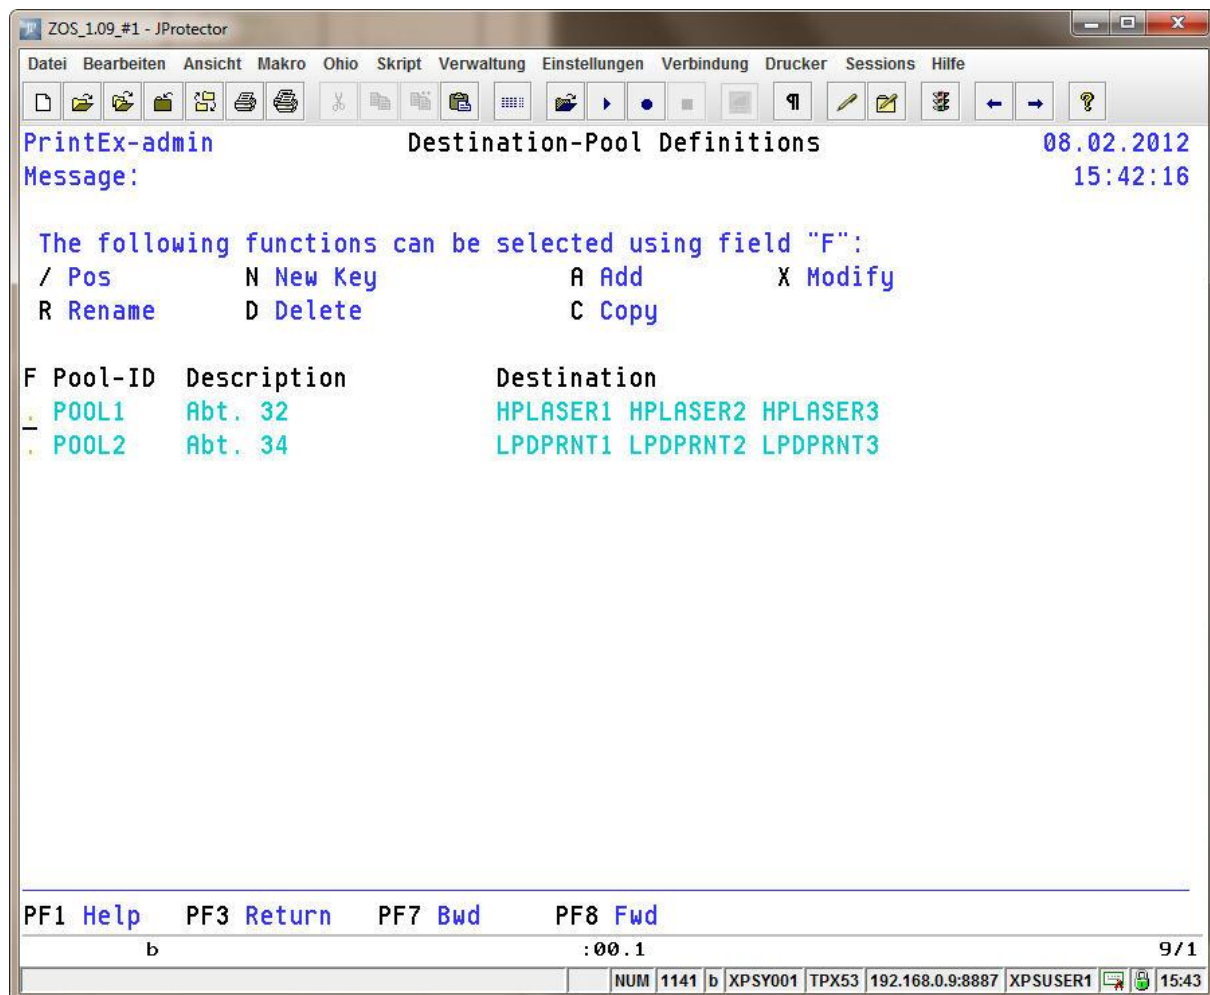 ZOS_1.09_#1 - JProtector
Datei Bearbeiten Ansicht Makro Ohio Skript Verwaltung Einstellungen Verbindung Drucker Sessions Hilfe
PrintEx-admin Destination-Pool Definitions 08.02.2012
Message: 15:42:16
The following functions can be selected using field "F":
/ Pos N New Key A Add X Modify
R Rename D Delete C Copy
F Pool-ID Description Destination
. POOL1 Abt. 32 HPLASER1 HPLASER2 HPLASER3
. POOL2 Abt. 34 LPDPRNT1 LPDPRNT2 LPDPRNT3
PF1 Help PF3 Return PF7 Bwd PF8 Fwd
b :00.1 9/1
NUM 1141 b XPSY001 TPX53 192.168.0.9:8887 XPSUSER1 15:43